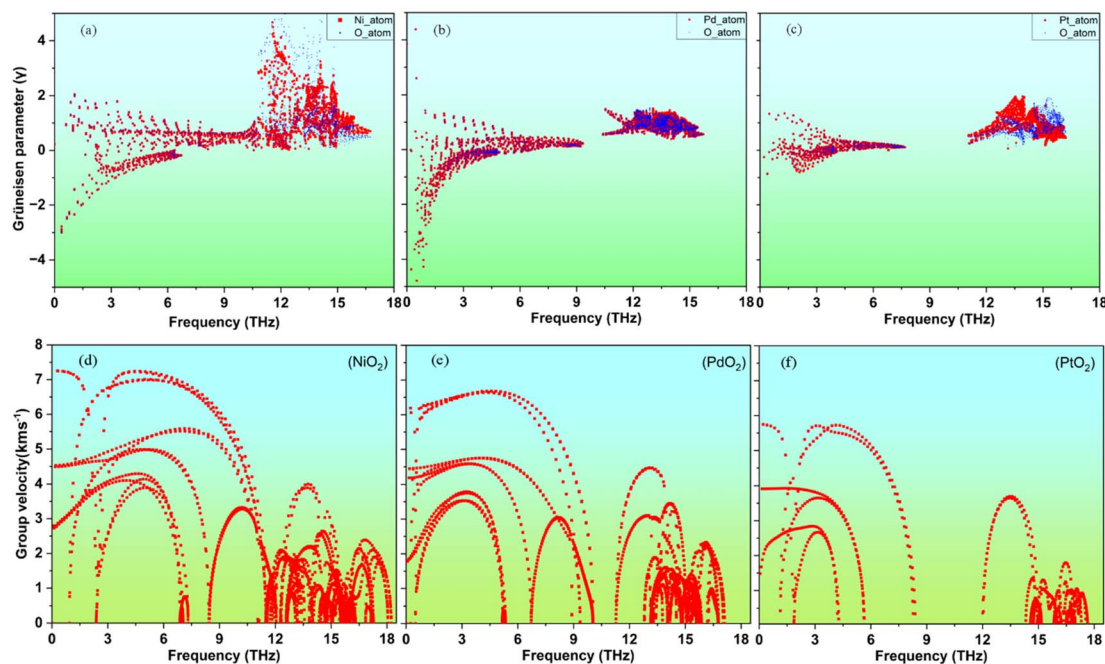 (a)
Ni_atom
O_atom
(b)
Pd_atom
O_atom
(c)
Pt_atom
O_atom
Grüneisen parameter (γ)
4
2
0
−2
−4
0 3 6 9 12 15 18
0 3 6 9 12 15 18
0 3 6 9 12 15 18
Frequency (THz)
Frequency (THz)
Frequency (THz)
(d)
(NiO2)
(e)
(PdO2)
(f)
(PtO2)
Group velocity(kms-1)
8
7
6
5
4
3
2
1
0
0 3 6 9 12 15 18
0 3 6 9 12 15 18
0 3 6 9 12 15 18
Frequency (THz)
Frequency (THz)
Frequency (THz)